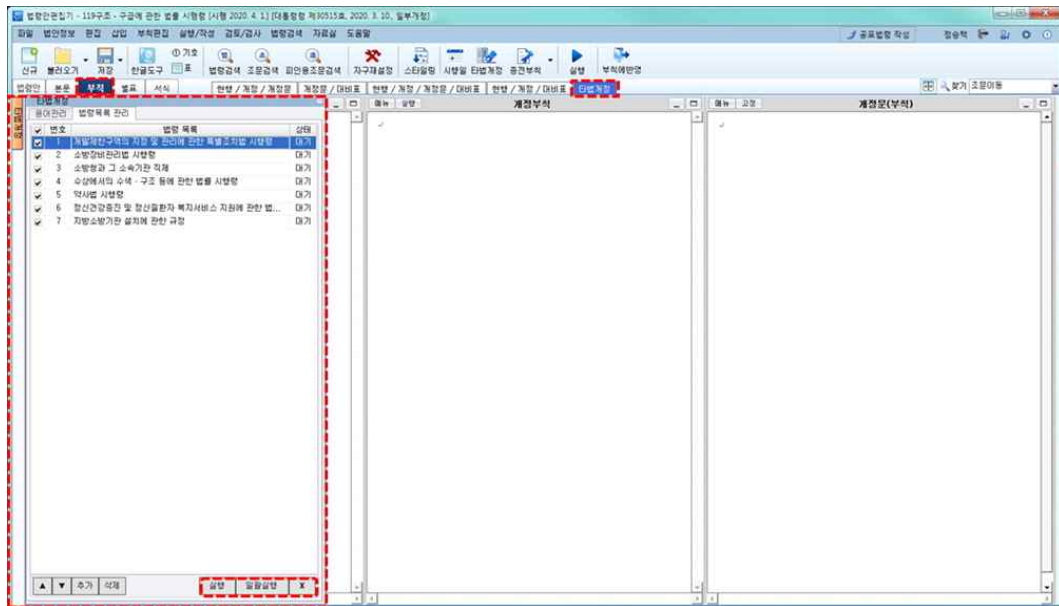 법령안편집기 - 119구조 · 구급에 관한 법률 시행령 [시행 2020. 4. 1.] [대통령령 제30515호, 2020. 3. 10., 일부개정]
파일 법안정보 편집 삽입 부칙편집 실행/작성 검토/검사 법령검색 자료실 도움말 공포법령 작성 정승택
신규 불러오기 저장 한글도구 ① 기호 표 법령검색 조문검색 피인용조문검색 자구재설정 스타일링 시행일 타법개정 종전부칙 실행 부칙에반영
법령안 본문 부칙 별표 서식 현행 / 개정 / 개정문 개정문 / 대비표 현행 / 개정 / 개정문 / 대비표 현행 / 개정 / 대비표 타법개정 찾기 조문이동
타법개정
타법개정 메뉴 실행 개정부칙 메뉴 고정 개정문(부칙)
용어관리 법령목록 관리
번호 법령 목록 상태
1 개발제한구역의 지정 및 관리에 관한 특별조치법 시행령 대기
2 소방장비관리법 시행령 대기
3 소방청과 그 소속기관 직제 대기
4 수상에서의 수색 · 구조 등에 관한 법률 시행령 대기
5 약사법 시행령 대기
6 정신건강증진 및 정신질환자 복지서비스 지원에 관한 법... 대기
7 지방소방기관 설치에 관한 규정 대기
▲ ▼ 추가 삭제 실행 일괄실행 X